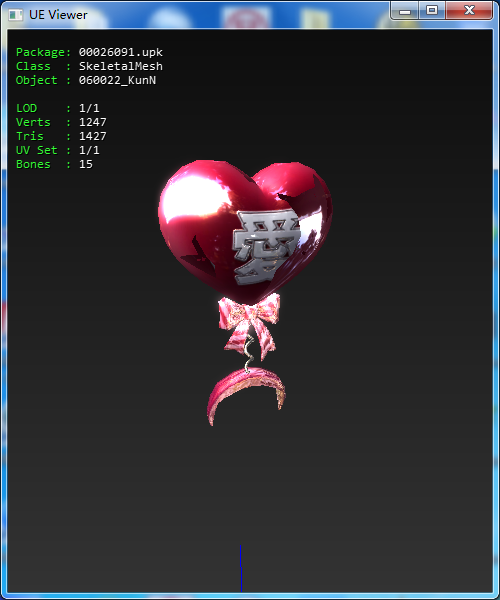 UE Viewer
Package: 00026091.upk
Class : SkeletalMesh
Object : 060022_KunN
LOD : 1/1
Verts : 1247
Tris : 1427
UV Set : 1/1
Bones : 15
愛